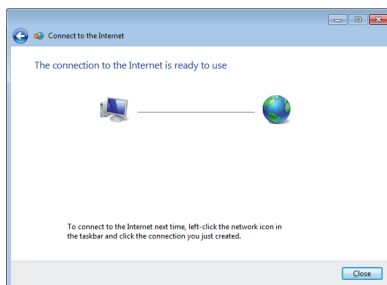 Connect to the Internet
The connection to the Internet is ready to use
To connect to the Internet next time, left-click the network icon in
the taskbar and click the connection you just created.
Close